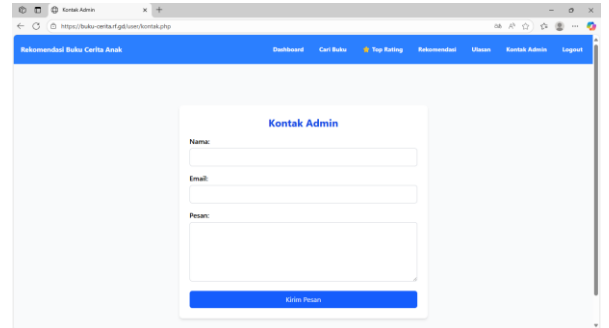 Kontak Admin
https://buku-cerita.rf.gd/user/kontak.php
Rekomendasi Buku Cerita Anak
Dashboard Cari Buku ⭐ Top Rating Rekomendasi Ulasan Kontak Admin Logout
Kontak Admin
Nama:
Email:
Pesan:
Kirim Pesan